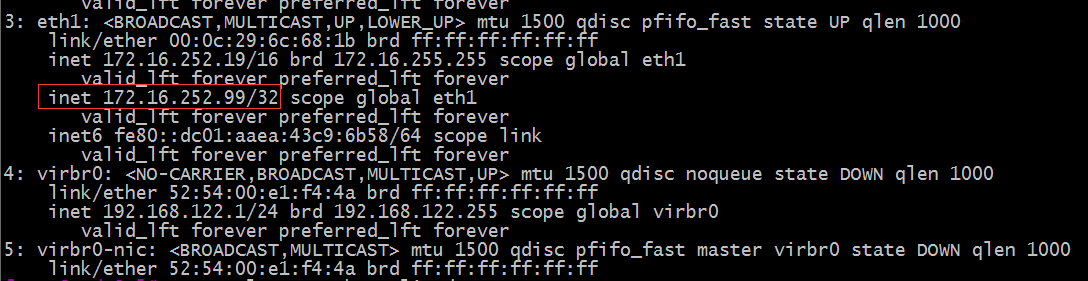 valid_lft forever preferred_lft forever
3: eth1: <BROADCAST,MULTICAST,UP,LOWER_UP> mtu 1500 qdisc pfifo_fast state UP qlen 1000
link/ether 00:0c:29:6c:68:1b brd ff:ff:ff:ff:ff:ff
inet 172.16.252.19/16 brd 172.16.255.255 scope global eth1
valid_lft forever preferred_lft forever
inet 172.16.252.99/32 scope global eth1
valid_lft forever preferred_lft forever
inet6 fe80::dc01:aaea:43c9:6b58/64 scope link
valid_lft forever preferred_lft forever
4: virbr0: <NO-CARRIER,BROADCAST,MULTICAST,UP> mtu 1500 qdisc noqueue state DOWN qlen 1000
link/ether 52:54:00:e1:f4:4a brd ff:ff:ff:ff:ff:ff
inet 192.168.122.1/24 brd 192.168.122.255 scope global virbr0
valid_lft forever preferred_lft forever
5: virbr0-nic: <BROADCAST,MULTICAST> mtu 1500 qdisc pfifo_fast master virbr0 state DOWN qlen 1000
link/ether 52:54:00:e1:f4:4a brd ff:ff:ff:ff:ff:ff